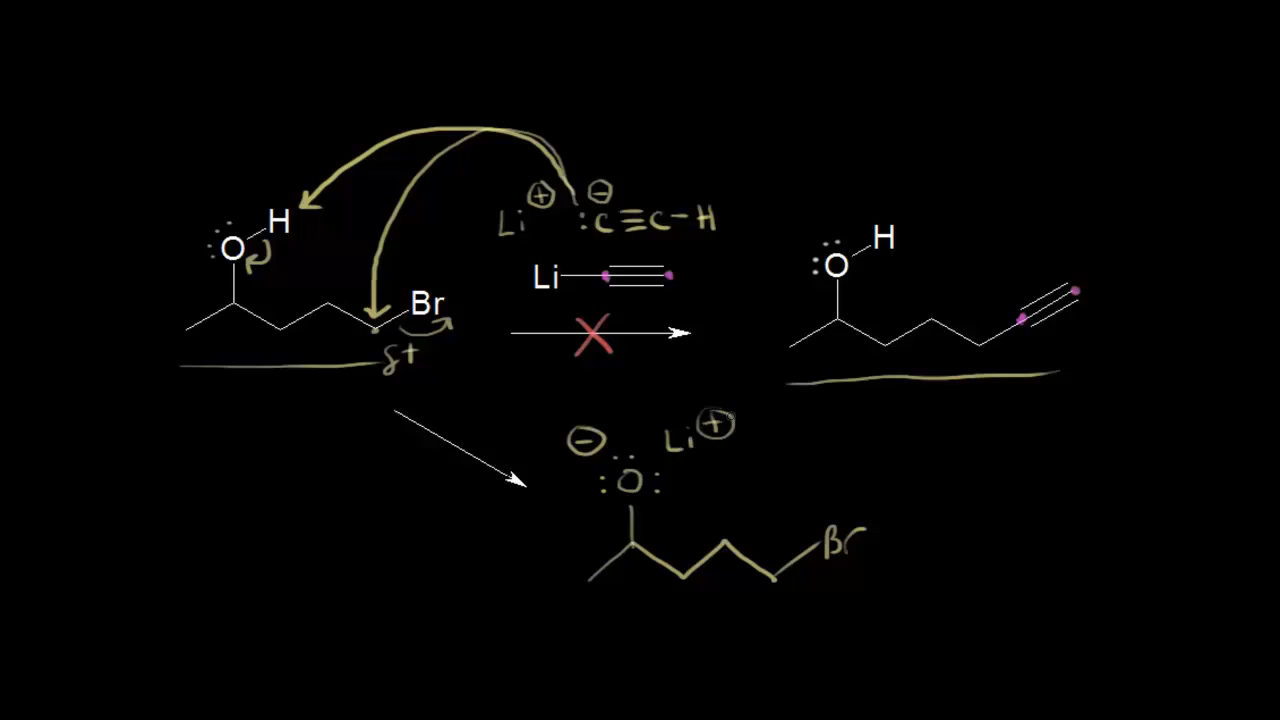 Li ⊕ ⊖ :C≡C-H
H
O
H
Li
O
Br
δ+
⊖ Li ⊕
:O:
Br